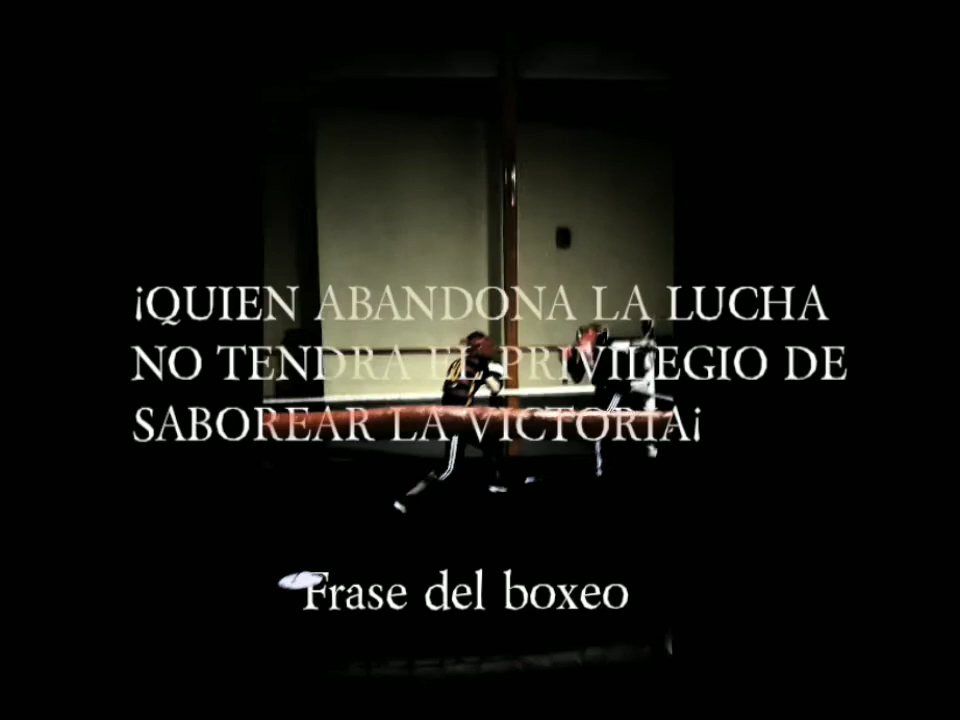 ¡QUIEN ABANDONA LA LUCHA
NO TENDRA EL PRIVILEGIO DE
SABOREAR LA VICTORIA¡
Frase del boxeo